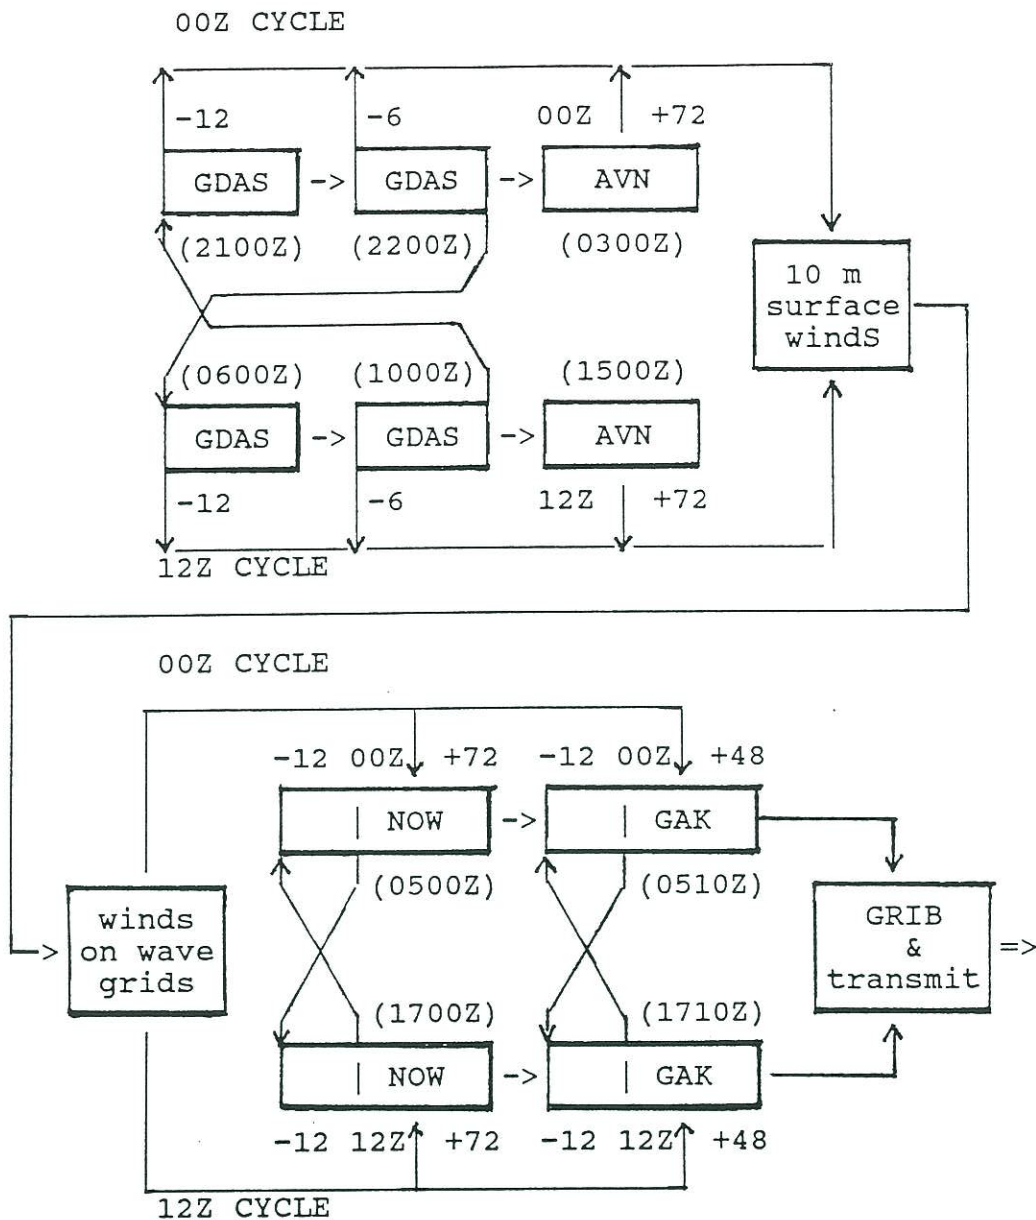 00Z CYCLE
-12 -6 00Z +72
GDAS -> GDAS -> AVN
(2100Z) (2200Z) (0300Z)
10 m
surface
windS
(0600Z) (1000Z) (1500Z)
GDAS -> GDAS -> AVN
-12 -6 12Z +72
12Z CYCLE
00Z CYCLE
-12 00Z +72 -12 00Z +48
| NOW -> | GAK
(0500Z) (0510Z)
winds
on wave
grids
GRIB
&
transmit
=>
(1700Z) (1710Z)
| NOW -> | GAK
-12 12Z +72 -12 12Z +48
12Z CYCLE